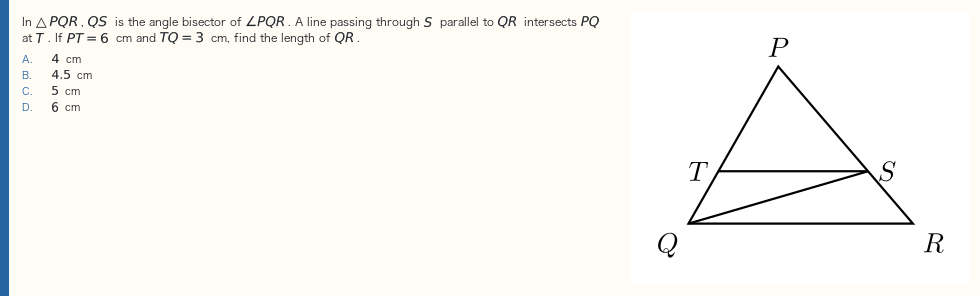 In △PQR, QS is the angle bisector of ∠PQR. A line passing through S parallel to QR intersects PQ
at T. If PT = 6 cm and TQ = 3 cm, find the length of QR.
A. 4 cm
B. 4.5 cm
C. 5 cm
D. 6 cm
P
T
S
Q
R